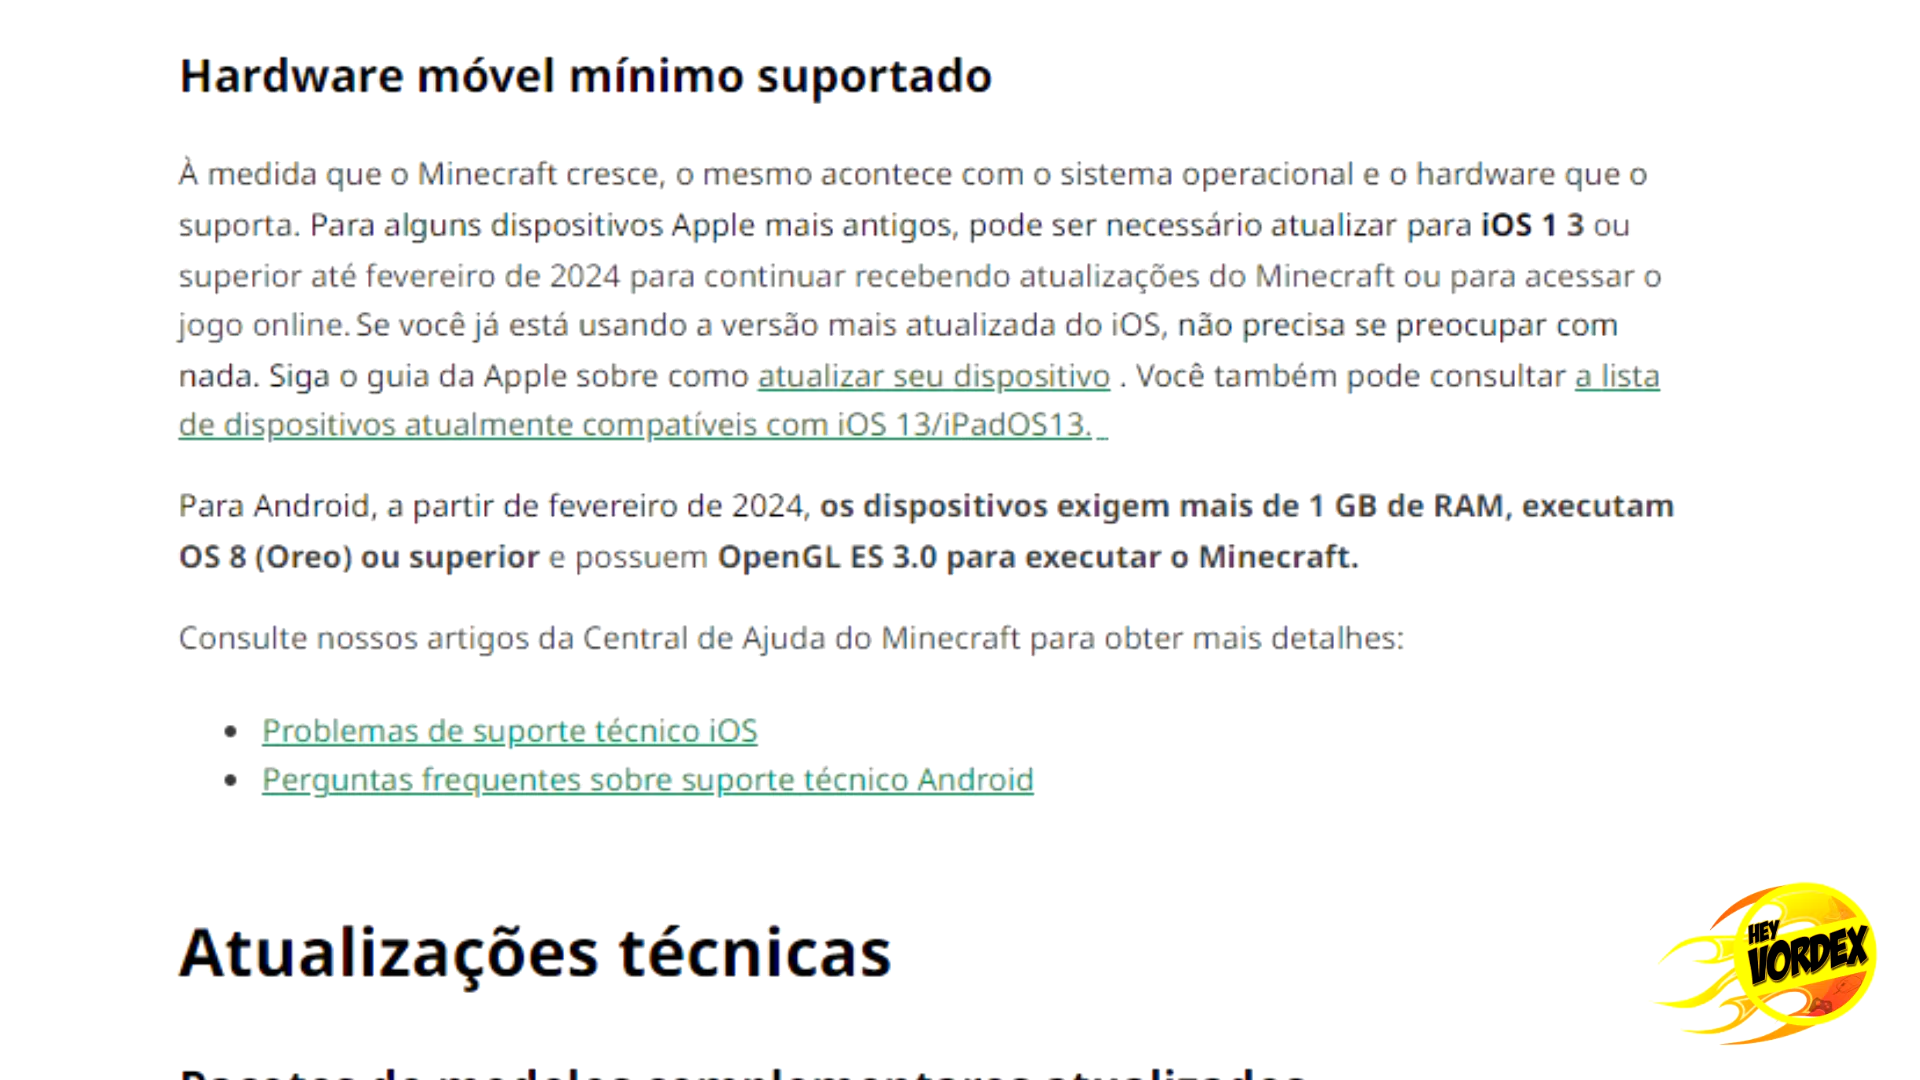 Hardware móvel mínimo suportado
À medida que o Minecraft cresce, o mesmo acontece com o sistema operacional e o hardware que o
suporta. Para alguns dispositivos Apple mais antigos, pode ser necessário atualizar para iOS 1 3 ou
superior até fevereiro de 2024 para continuar recebendo atualizações do Minecraft ou para acessar o
jogo online. Se você já está usando a versão mais atualizada do iOS, não precisa se preocupar com
nada. Siga o guia da Apple sobre como atualizar seu dispositivo . Você também pode consultar a lista
de dispositivos atualmente compatíveis com iOS 13/iPadOS13.
Para Android, a partir de fevereiro de 2024, os dispositivos exigem mais de 1 GB de RAM, executam
OS 8 (Oreo) ou superior e possuem OpenGL ES 3.0 para executar o Minecraft.
Consulte nossos artigos da Central de Ajuda do Minecraft para obter mais detalhes:
• Problemas de suporte técnico iOS
• Perguntas frequentes sobre suporte técnico Android
Atualizações técnicas
HEY
VORDEX
Pacotes de modelos complementares atualizados